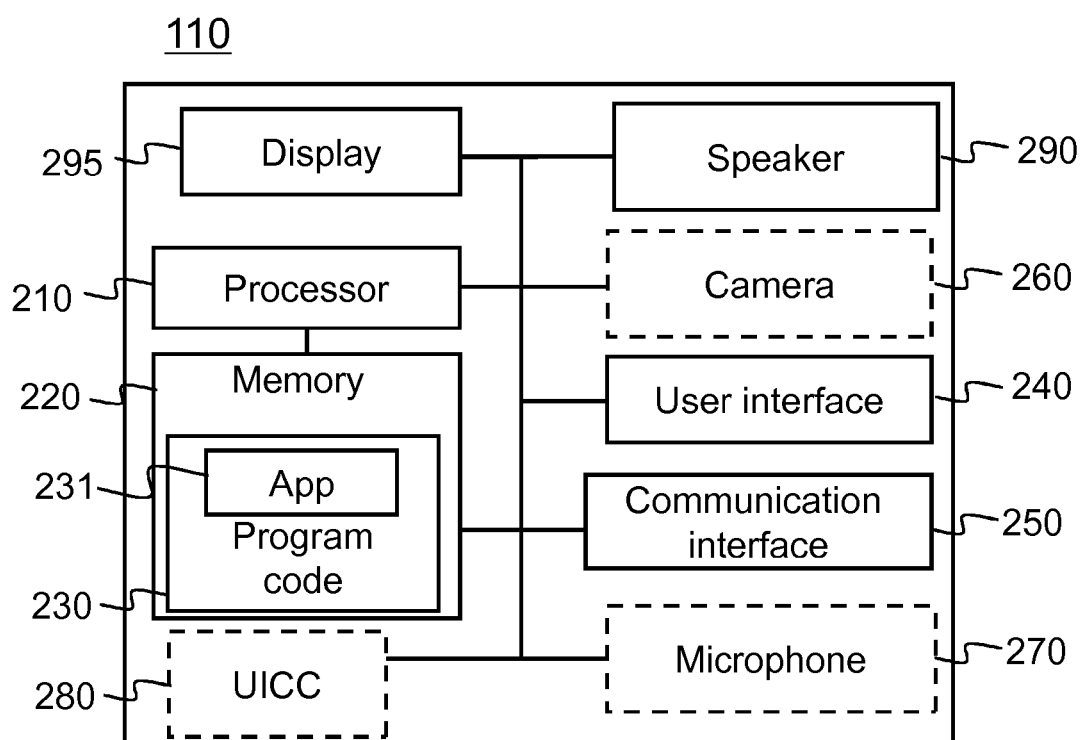 110
295
Display
Speaker
290
210
Processor
Camera
260
220
Memory
User interface
240
231
App
Program
code
230
Communication
interface
250
280
UICC
Microphone
270